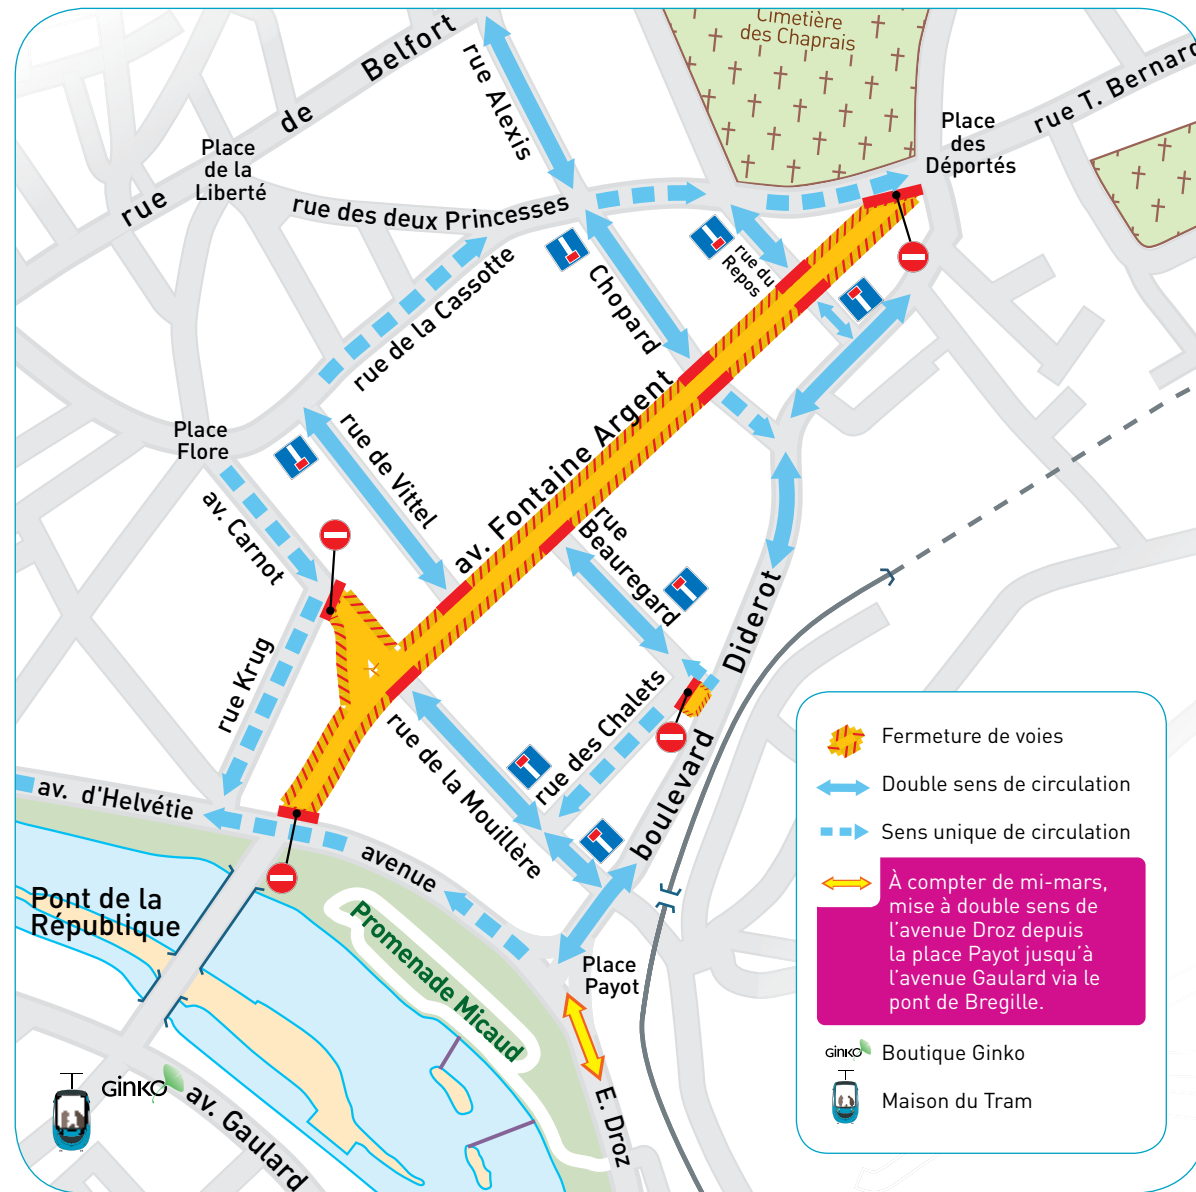 Cimetière
des Chaprais
rue de Belfort
rue Alexis
rue T. Bernard
Place
des
Déportés
Place
de la
Liberté
rue des deux Princesses
rue de la Cassotte
Chopard
rue du
Repos
Place
Flore
rue de Vittel
av. Carnot
av. Fontaine Argent
rue
Beauregard
rue Krug
rue de la Mouillère
rue des Chalets
boulevard Diderot
av. d'Helvétie
avenue
Pont de la
République
Promenade Micaud
Place
Payot
E. Droz
GINKO
av. Gaulard
Fermeture de voies
Double sens de circulation
Sens unique de circulation
À compter de mi-mars,
mise à double sens de
l'avenue Droz depuis
la place Payot jusqu'à
l'avenue Gaulard via le
pont de Bregille.
GINKO Boutique Ginko
Maison du Tram